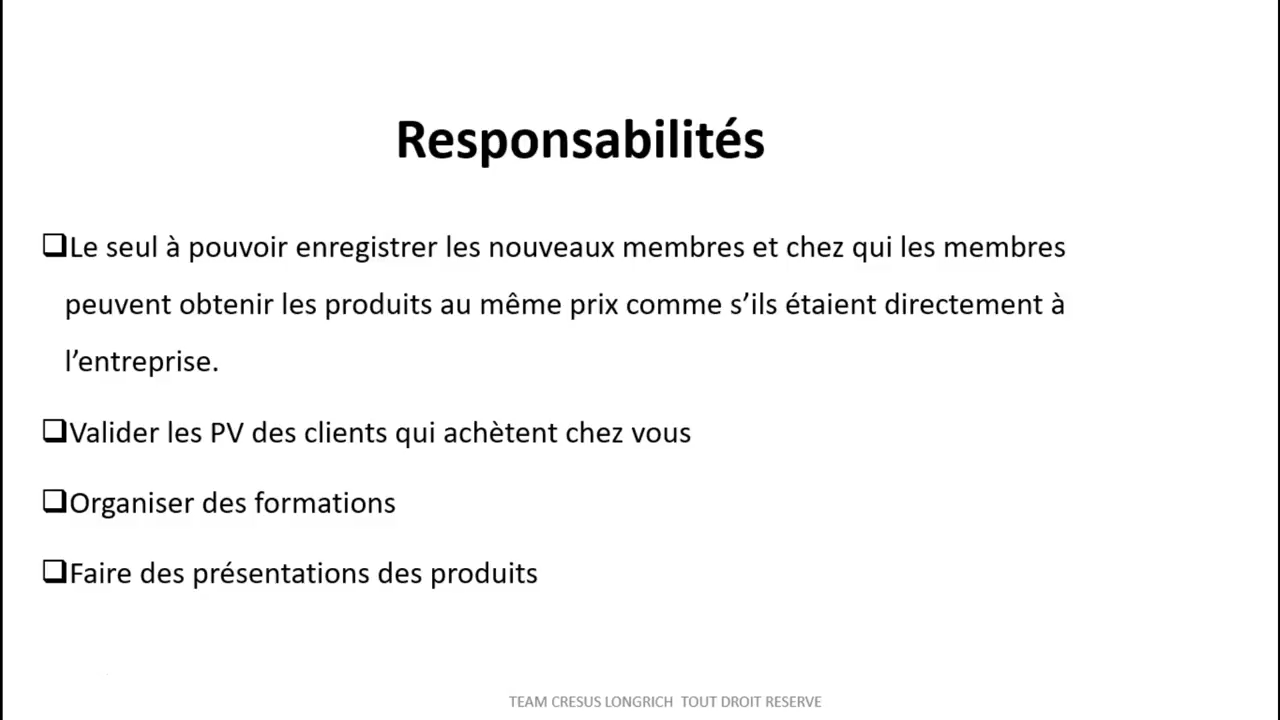 Responsabilités
❑Le seul à pouvoir enregistrer les nouveaux membres et chez qui les membres
peuvent obtenir les produits au même prix comme s’ils étaient directement à
l’entreprise.
❑Valider les PV des clients qui achètent chez vous
❑Organiser des formations
❑Faire des présentations des produits
TEAM CRESUS LONGRICH TOUT DROIT RESERVE